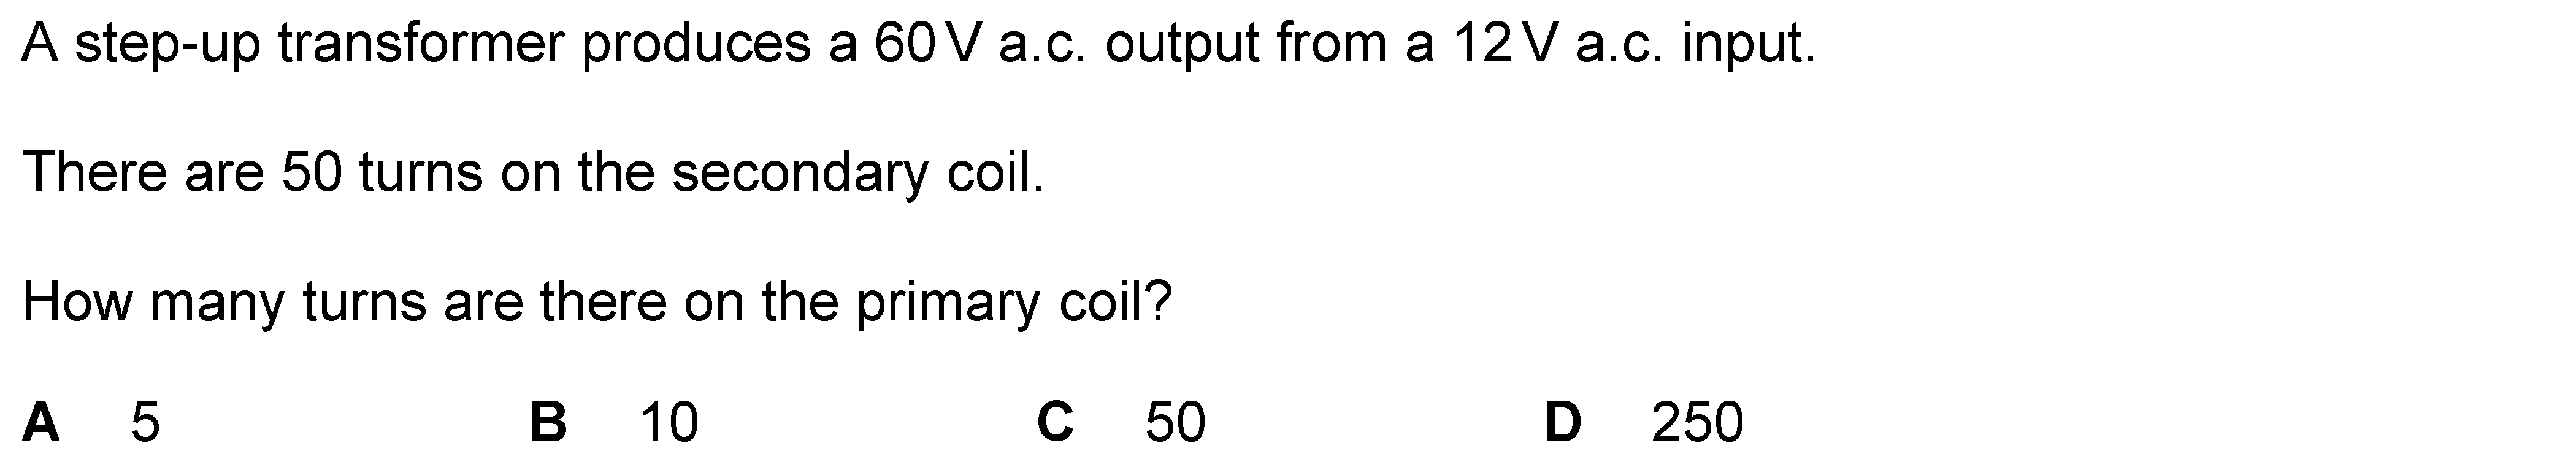 A step-up transformer produces a 60 V a.c. output from a 12 V a.c. input.
There are 50 turns on the secondary coil.
How many turns are there on the primary coil?
A 5 B 10 C 50 D 250